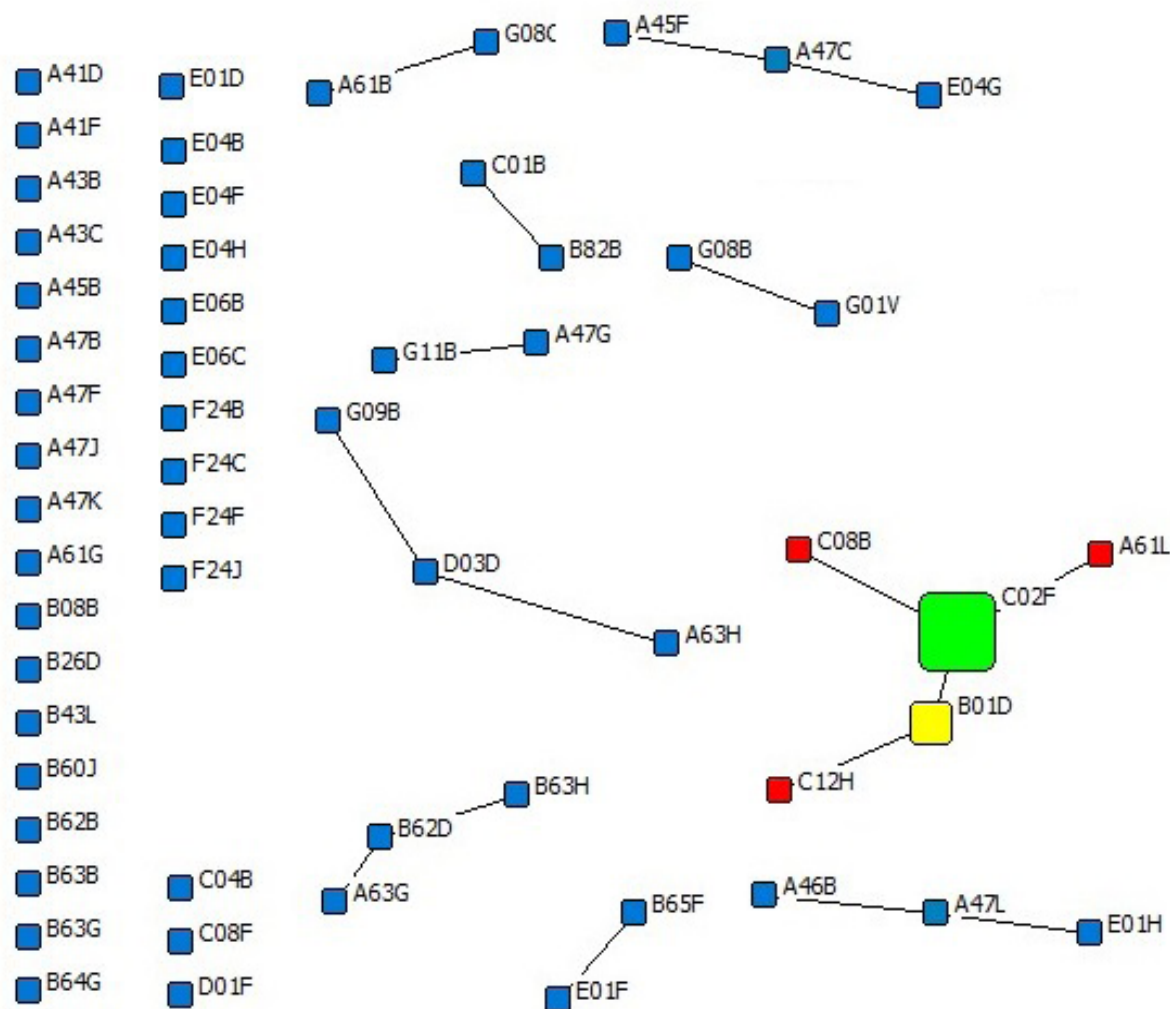 A41D
A41F
A43B
A43C
A45B
A47B
A47F
A47J
A47K
A61G
B08B
B26D
B43L
B60J
B62B
B63B
B63G
B64G
E01D
E04B
E04F
E04H
E06B
E06C
F24B
F24C
F24F
F24J
C04B
C08F
D01F
G08C
A61B
A45F
A47C
E04G
C01B
B82B
G08B
G01V
G11B
A47G
G09B
D03D
A63H
C08B
A61L
C02F
B01D
C12H
B63H
B62D
A63G
B65F
E01F
A46B
A47L
E01H